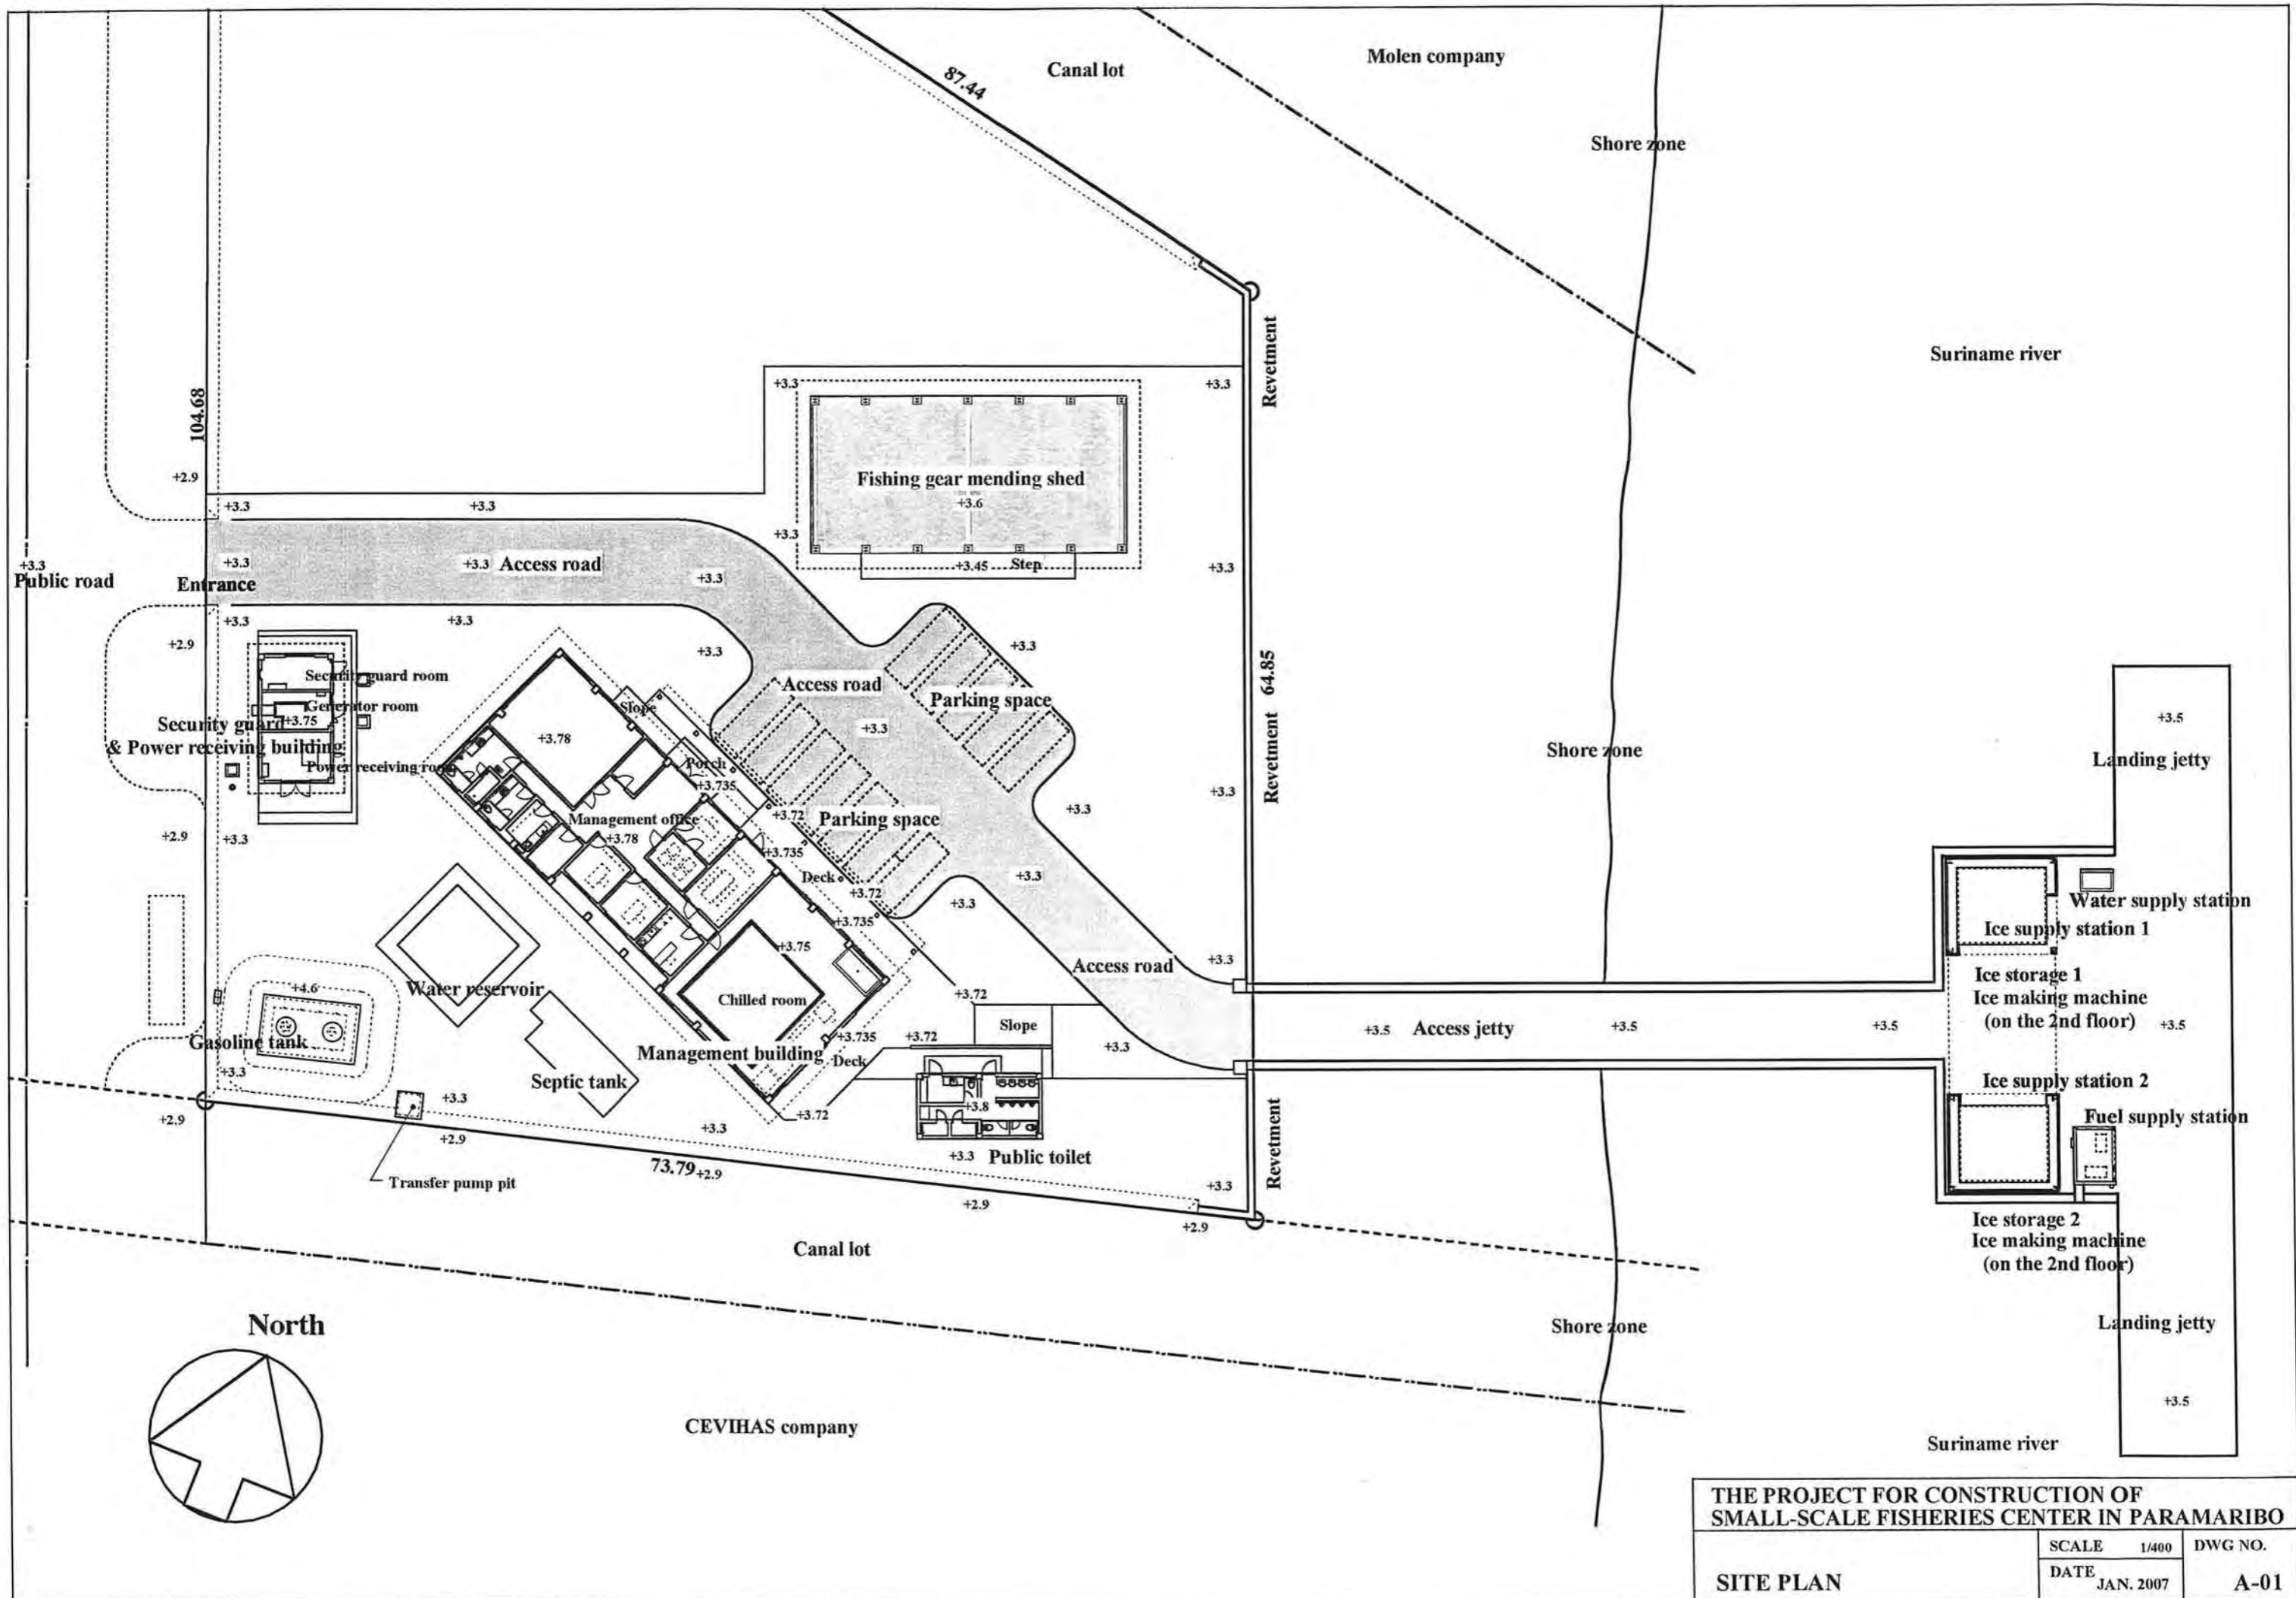 Canal lot
Molen company
87.44
Shore zone
Revetment
Suriname river
104.68
+3.3
+3.3
+2.9
Fishing gear mending shed
+3.6
+3.3
+3.3
+3.3
+3.3
+3.3
Public road
Entrance
+3.3
+3.3
Access road
+3.3
+3.45
Step
+3.3
+2.9
+3.3
+3.3
+3.3
+3.3
Security guard room
Generator room
+3.75
Security guard
& Power receiving building
Power receiving room
Slope
+3.78
Access road
+3.3
Parking space
Revetment 64.85
Shore zone
+3.5
Landing jetty
Porch
+3.735
+3.72
Parking space
+3.3
+3.3
Management office
+3.78
+2.9
+3.3
+3.735
Deck
+3.72
+3.3
+3.735
+3.3
Water supply station
Ice supply station 1
+3.75
Access road
+3.3
Ice storage 1
Ice making machine
(on the 2nd floor)
+3.5
+4.6
Water reservoir
Chilled room
+3.72
Slope
+3.5
Access jetty
+3.5
+3.5
Gasoline tank
Management building
+3.735
Deck
+3.72
+3.3
+3.3
Septic tank
Ice supply station 2
Fuel supply station
+2.9
+3.3
+3.72
+3.8
Revetment
+2.9
+3.3
+3.3
Public toilet
73.79
+2.9
+3.3
Transfer pump pit
+2.9
+2.9
Ice storage 2
Ice making machine
(on the 2nd floor)
Canal lot
North
Shore zone
Landing jetty
+3.5
CEVIHAS company
Suriname river
THE PROJECT FOR CONSTRUCTION OF
SMALL-SCALE FISHERIES CENTER IN PARAMARIBO
SITE PLAN
SCALE 1/400
DATE JAN. 2007
DWG NO.
A-01